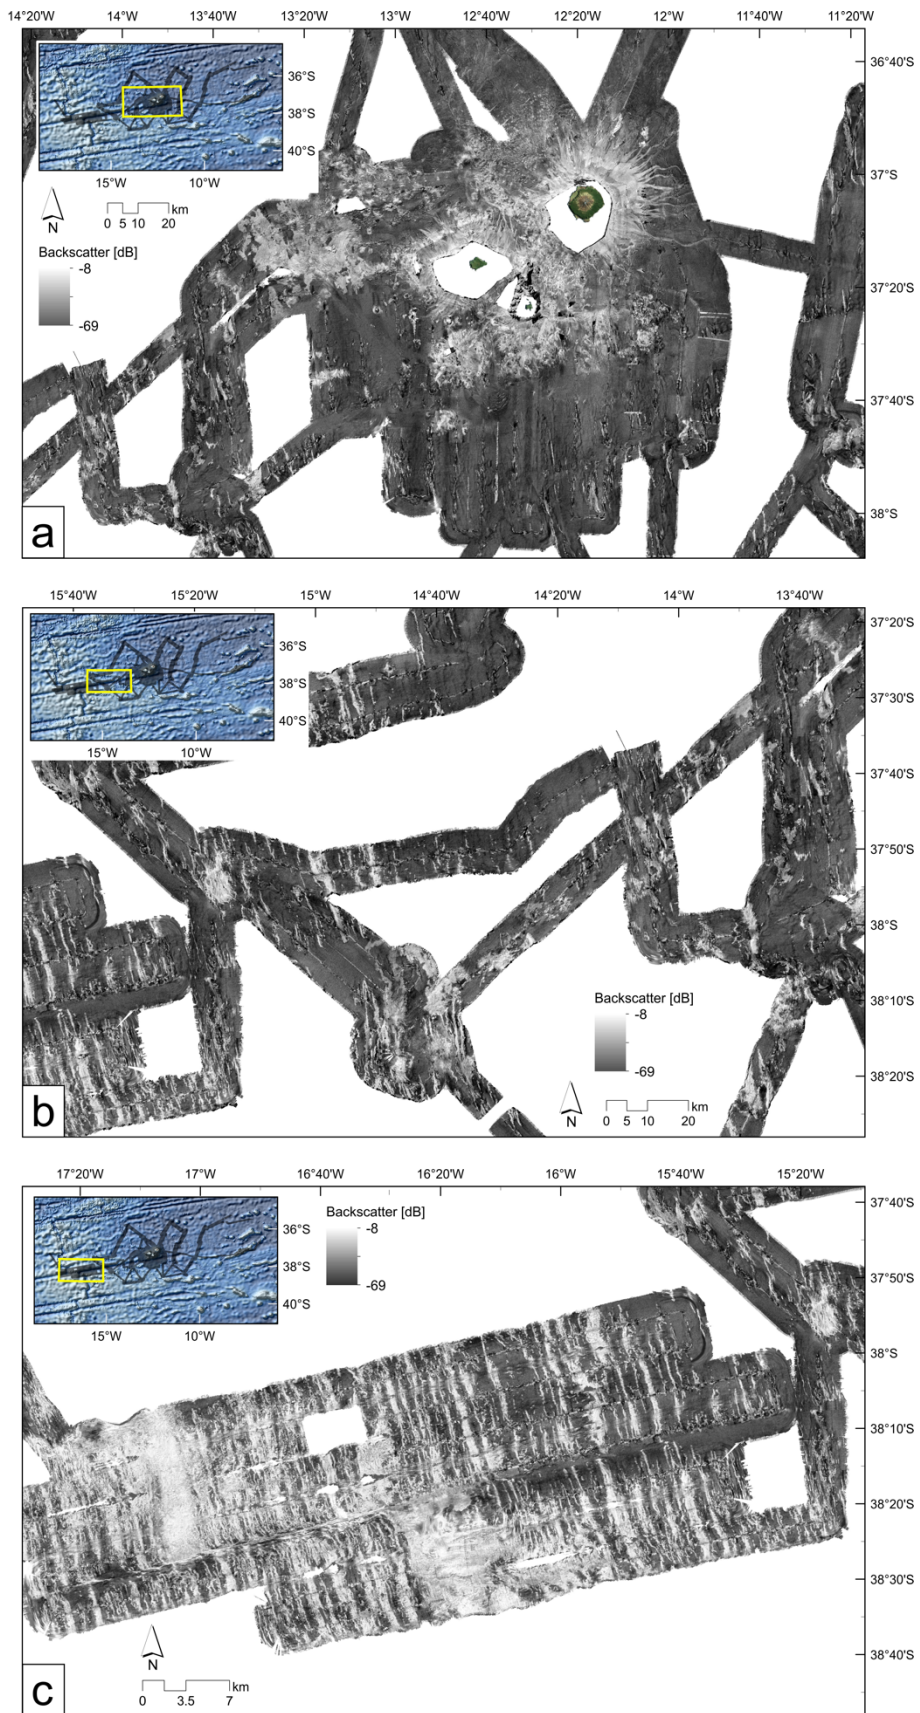 14°20'W 14°W 13°40'W 13°20'W 13°W 12°40'W 12°20'W 12°W 11°40'W 11°20'W
36°S
38°S
40°S
15°W 10°W
N
0 5 10 20 km
Backscatter [dB]
-8
-69
36°40'S
37°S
37°20'S
37°40'S
38°S
a
15°40'W 15°20'W 15°W 14°40'W 14°20'W 14°W 13°40'W
36°S
38°S
40°S
15°W 10°W
37°20'S
37°30'S
37°40'S
37°50'S
38°S
38°10'S
38°20'S
Backscatter [dB]
-8
-69
N
0 5 10 20 km
b
17°20'W 17°W 16°40'W 16°20'W 16°W 15°40'W 15°20'W
36°S
38°S
40°S
15°W 10°W
Backscatter [dB]
-8
-69
37°40'S
37°50'S
38°S
38°10'S
38°20'S
38°30'S
38°40'S
N
km
0 3.5 7
c